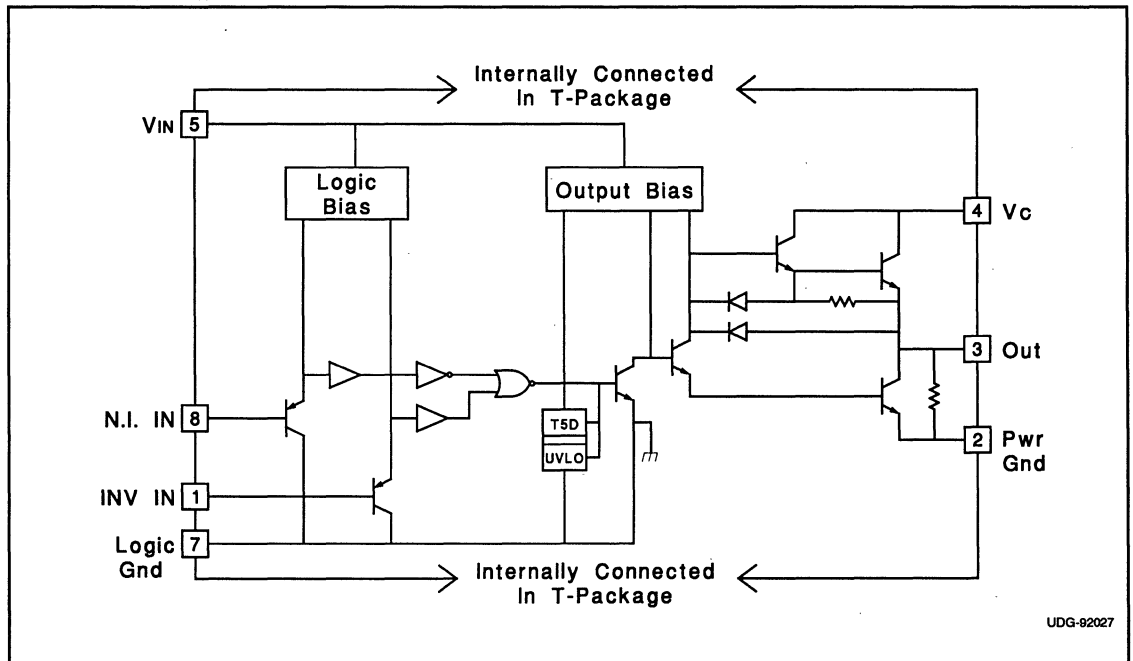 Internally Connected
In T-Package
VIN 5
Logic
Bias
Output Bias
4 Vc
3 Out
N.I. IN 8
T5D
UVLO
2 Pwr
Gnd
INV IN 1
Logic
Gnd
7
Internally Connected
In T-Package
UDG-92027